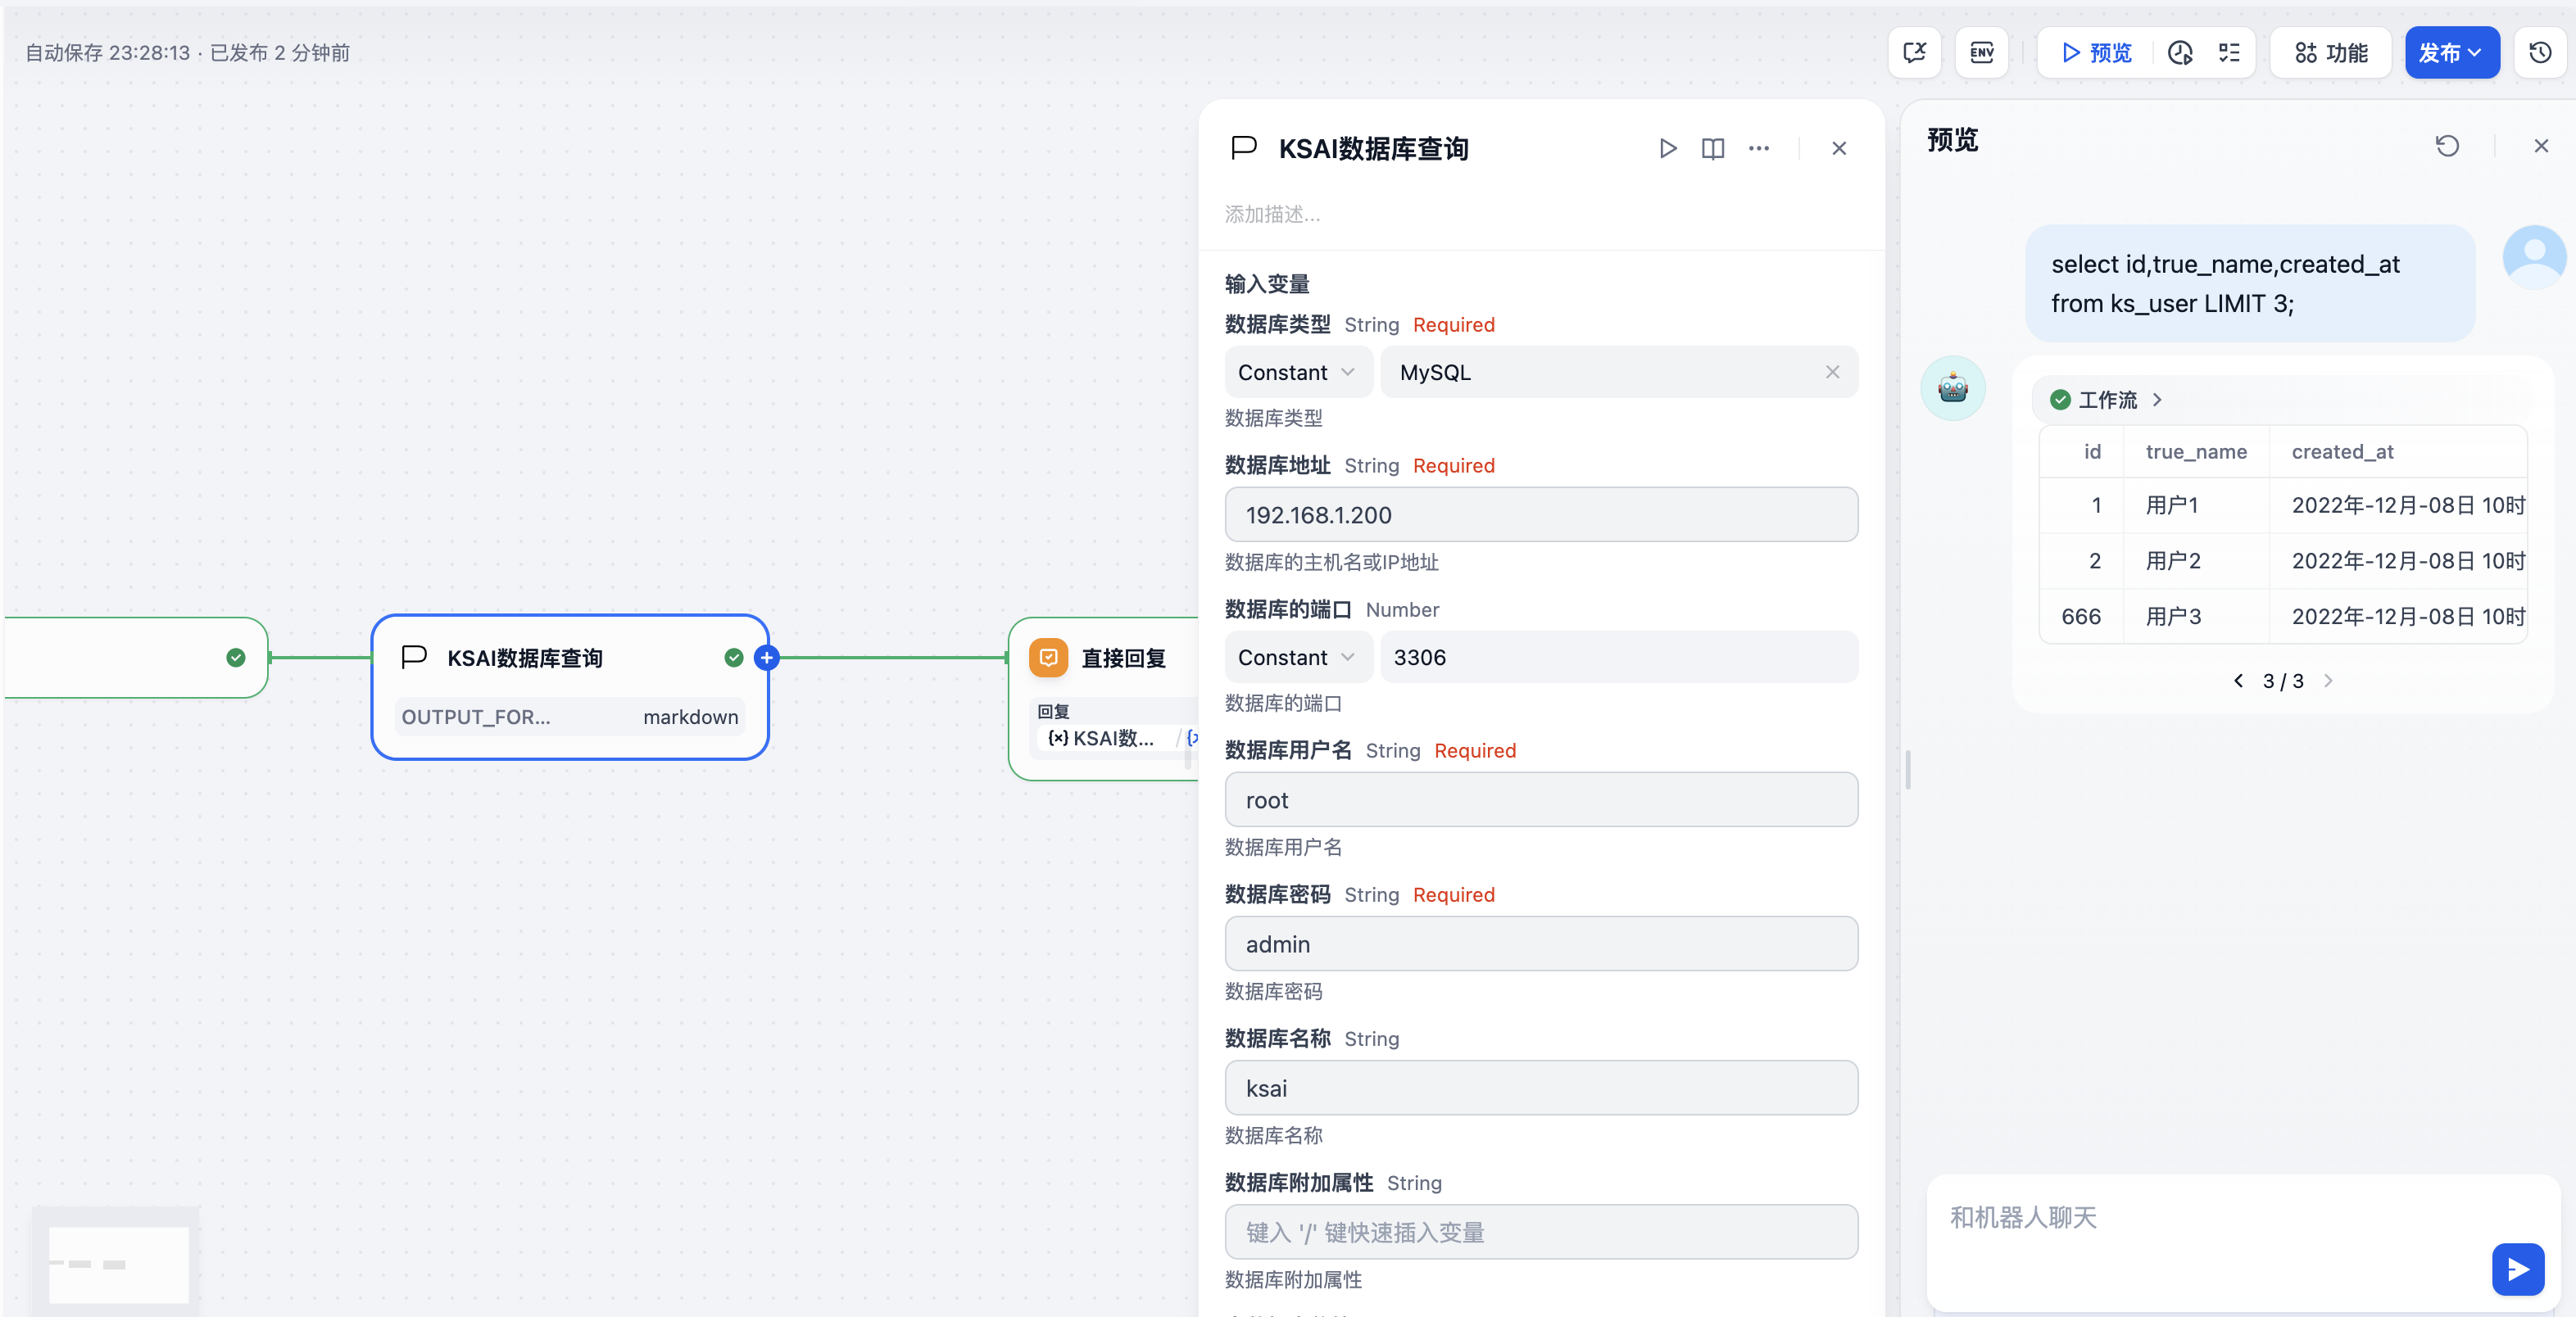 自动保存 23:28:13 · 已发布 2 分钟前
ENV
预览
功能
发布
KSAI数据库查询
OUTPUT_FOR...
markdown
直接回复
回复
{x} KSAI数...
/
KSAI数据库查询
添加描述...
输入变量
数据库类型 String Required
Constant
MySQL
数据库类型
数据库地址 String Required
192.168.1.200
数据库的主机名或IP地址
数据库的端口 Number
Constant
3306
数据库的端口
数据库用户名 String Required
root
数据库用户名
数据库密码 String Required
admin
数据库密码
数据库名称 String
ksai
数据库名称
数据库附加属性 String
键入 '/' 键快速插入变量
数据库附加属性
预览
select id,true_name,created_at
from ks_user LIMIT 3;
工作流
id true_name created_at
1 用户1 2022年-12月-08日 10时
2 用户2 2022年-12月-08日 10时
666 用户3 2022年-12月-08日 10时
3 / 3
和机器人聊天